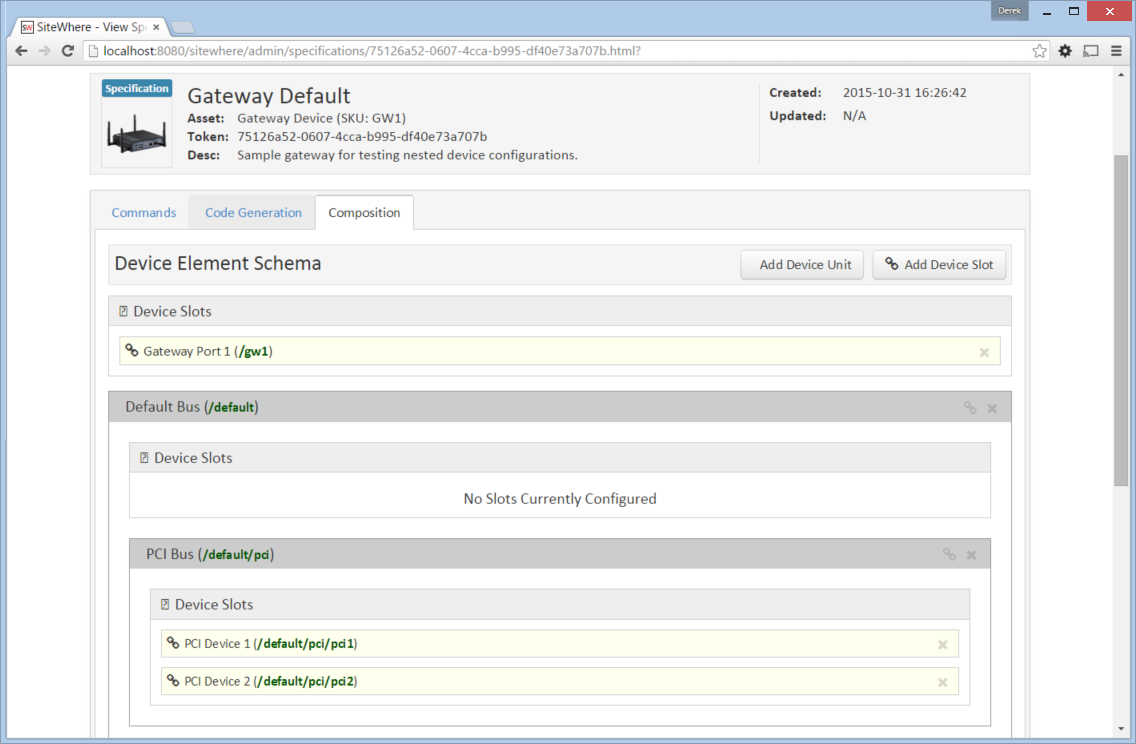 Derek
SiteWhere - View Spe
localhost:8080/sitewhere/admin/specifications/75126a52-0607-4cca-b995-df40e73a707b.html?
Specification
Gateway Default
Asset: Gateway Device (SKU: GW1)
Token: 75126a52-0607-4cca-b995-df40e73a707b
Desc: Sample gateway for testing nested device configurations.
Created: 2015-10-31 16:26:42
Updated: N/A
Commands Code Generation Composition
Device Element Schema
Add Device Unit Add Device Slot
Device Slots
Gateway Port 1 (/gw1)
Default Bus (/default)
Device Slots
No Slots Currently Configured
PCI Bus (/default/pci)
Device Slots
PCI Device 1 (/default/pci/pci1)
PCI Device 2 (/default/pci/pci2)